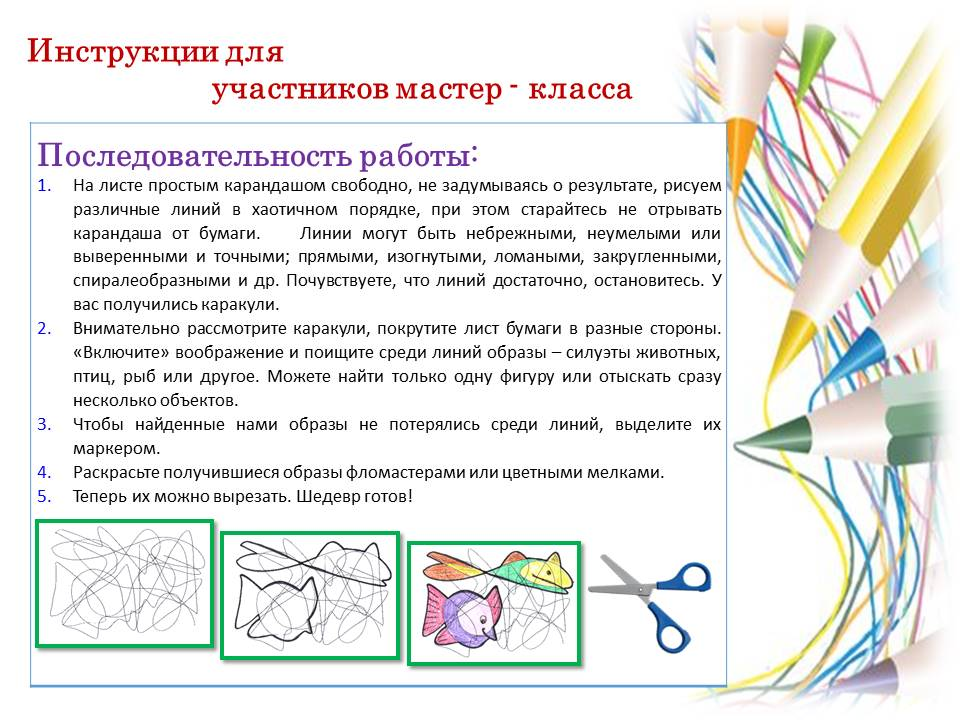 Инструкции для
участников мастер - класса
Последовательность работы:
1. На листе простым карандашом свободно, не задумываясь о результате, рисуем
различные линий в хаотичном порядке, при этом старайтесь не отрывать
карандаша от бумаги. Линии могут быть небрежными, неумелыми или
выверенными и точными; прямыми, изогнутыми, ломаными, закругленными,
спиралеобразными и др. Почувствуете, что линий достаточно, остановитесь. У
вас получились каракули.
2. Внимательно рассмотрите каракули, покрутите лист бумаги в разные стороны.
«Включите» воображение и поищите среди линий образы – силуэты животных,
птиц, рыб или другое. Можете найти только одну фигуру или отыскать сразу
несколько объектов.
3. Чтобы найденные нами образы не потерялись среди линий, выделите их
маркером.
4. Раскрасьте получившиеся образы фломастерами или цветными мелками.
5. Теперь их можно вырезать. Шедевр готов!